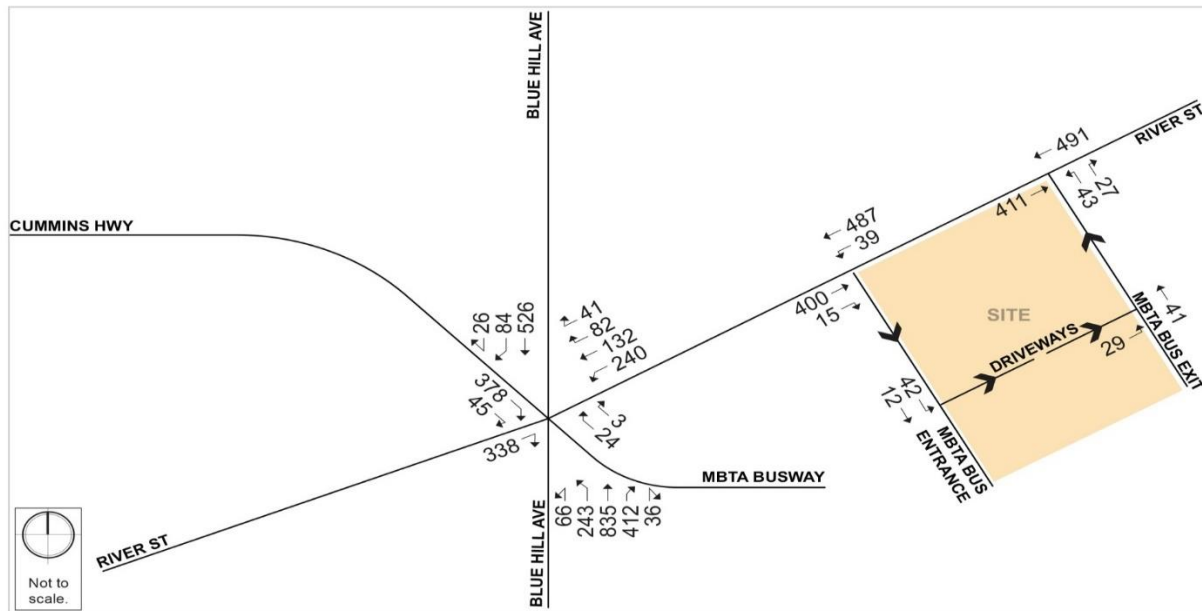 BLUE HILL AVE
RIVER ST
491
27
43
411
487
39
400
15
CUMMINS HWY
26
84
526
41
82
132
240
SITE
DRIVEWAYS
MBTA BUS EXIT
41
29
42
12
MBTA BUS
ENTRANCE
378
45
338
3
24
MBTA BUSWAY
66
243
835
412
36
BLUE HILL AVE
RIVER ST
Not to
scale.